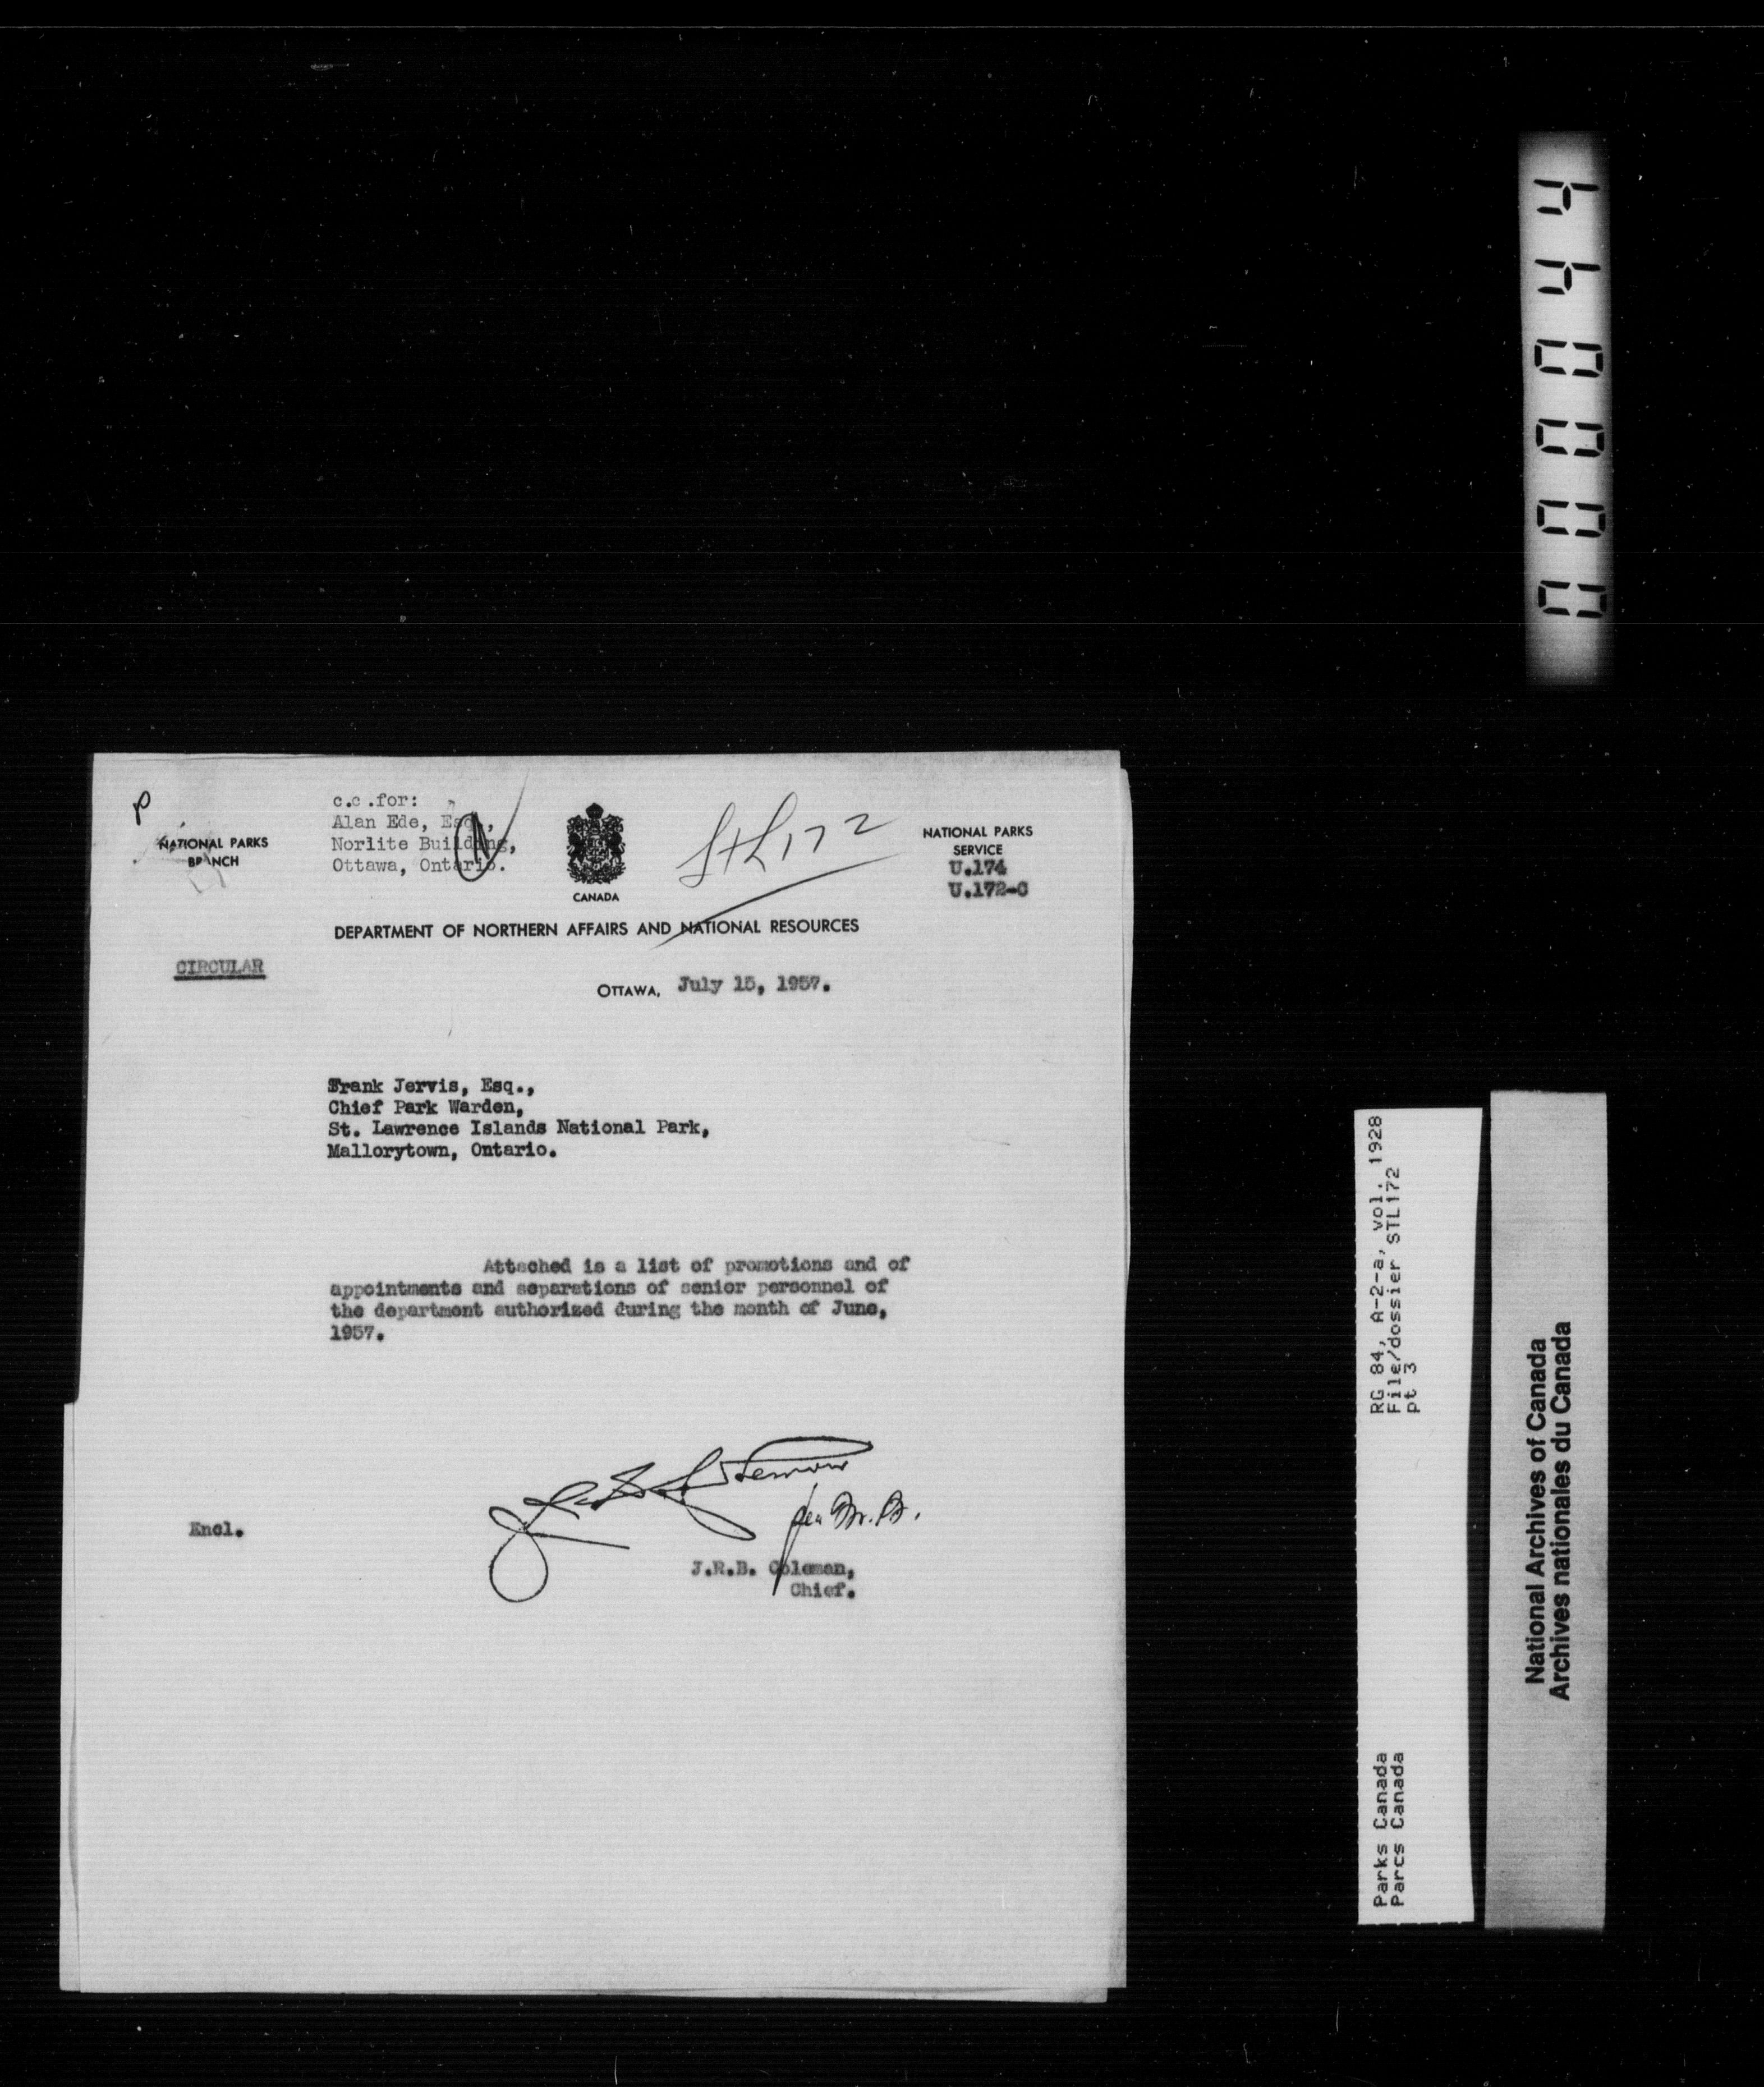 P
c.c.for:
Alan Ede, Esq.,
Norlite Building,
Ottawa, Ontario.
NATIONAL PARKS
BRANCH
CANADA
StL172
NATIONAL PARKS
SERVICE
U.174
U.172-C
DEPARTMENT OF NORTHERN AFFAIRS AND NATIONAL RESOURCES
CIRCULAR
OTTAWA, July 15, 1957.
Frank Jervis, Esq.,
Chief Park Warden,
St. Lawrence Islands National Park,
Mallorytown, Ontario.
Attached is a list of promotions and of
appointments and separations of senior personnel of
the department authorized during the month of June,
1957.
Encl.
J.R.B. Coleman,
Chief.
440000
RG 84, A-2-a, vol. 1928
File/dossier STL172
pt 3
Parks Canada
Parcs Canada
National Archives of Canada
Archives nationales du Canada